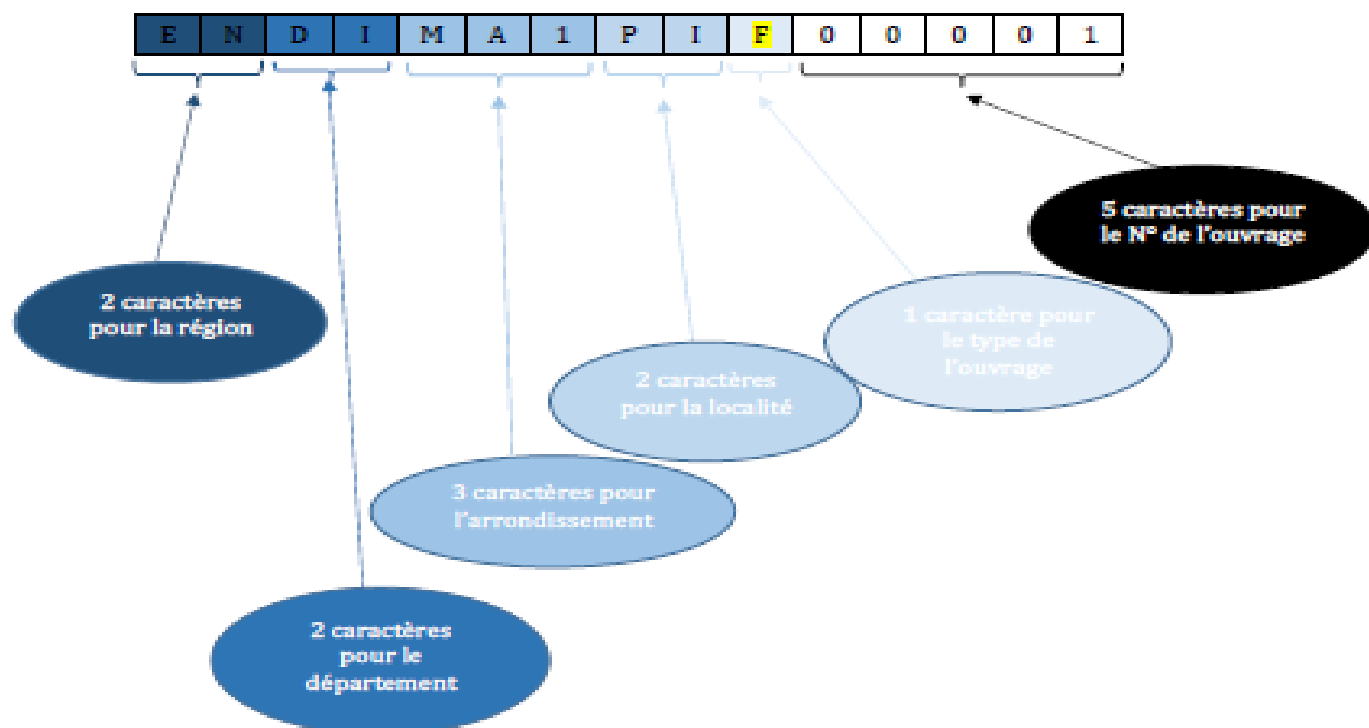 E N D I M A 1 P I F 0 0 0 0 1
5 caractères pour
le N° de l'ouvrage
2 caractères
pour la région
1 caractère pour
le type de
l'ouvrage
2 caractères
pour la localité
3 caractères pour
l'arrondissement
2 caractères
pour le
département